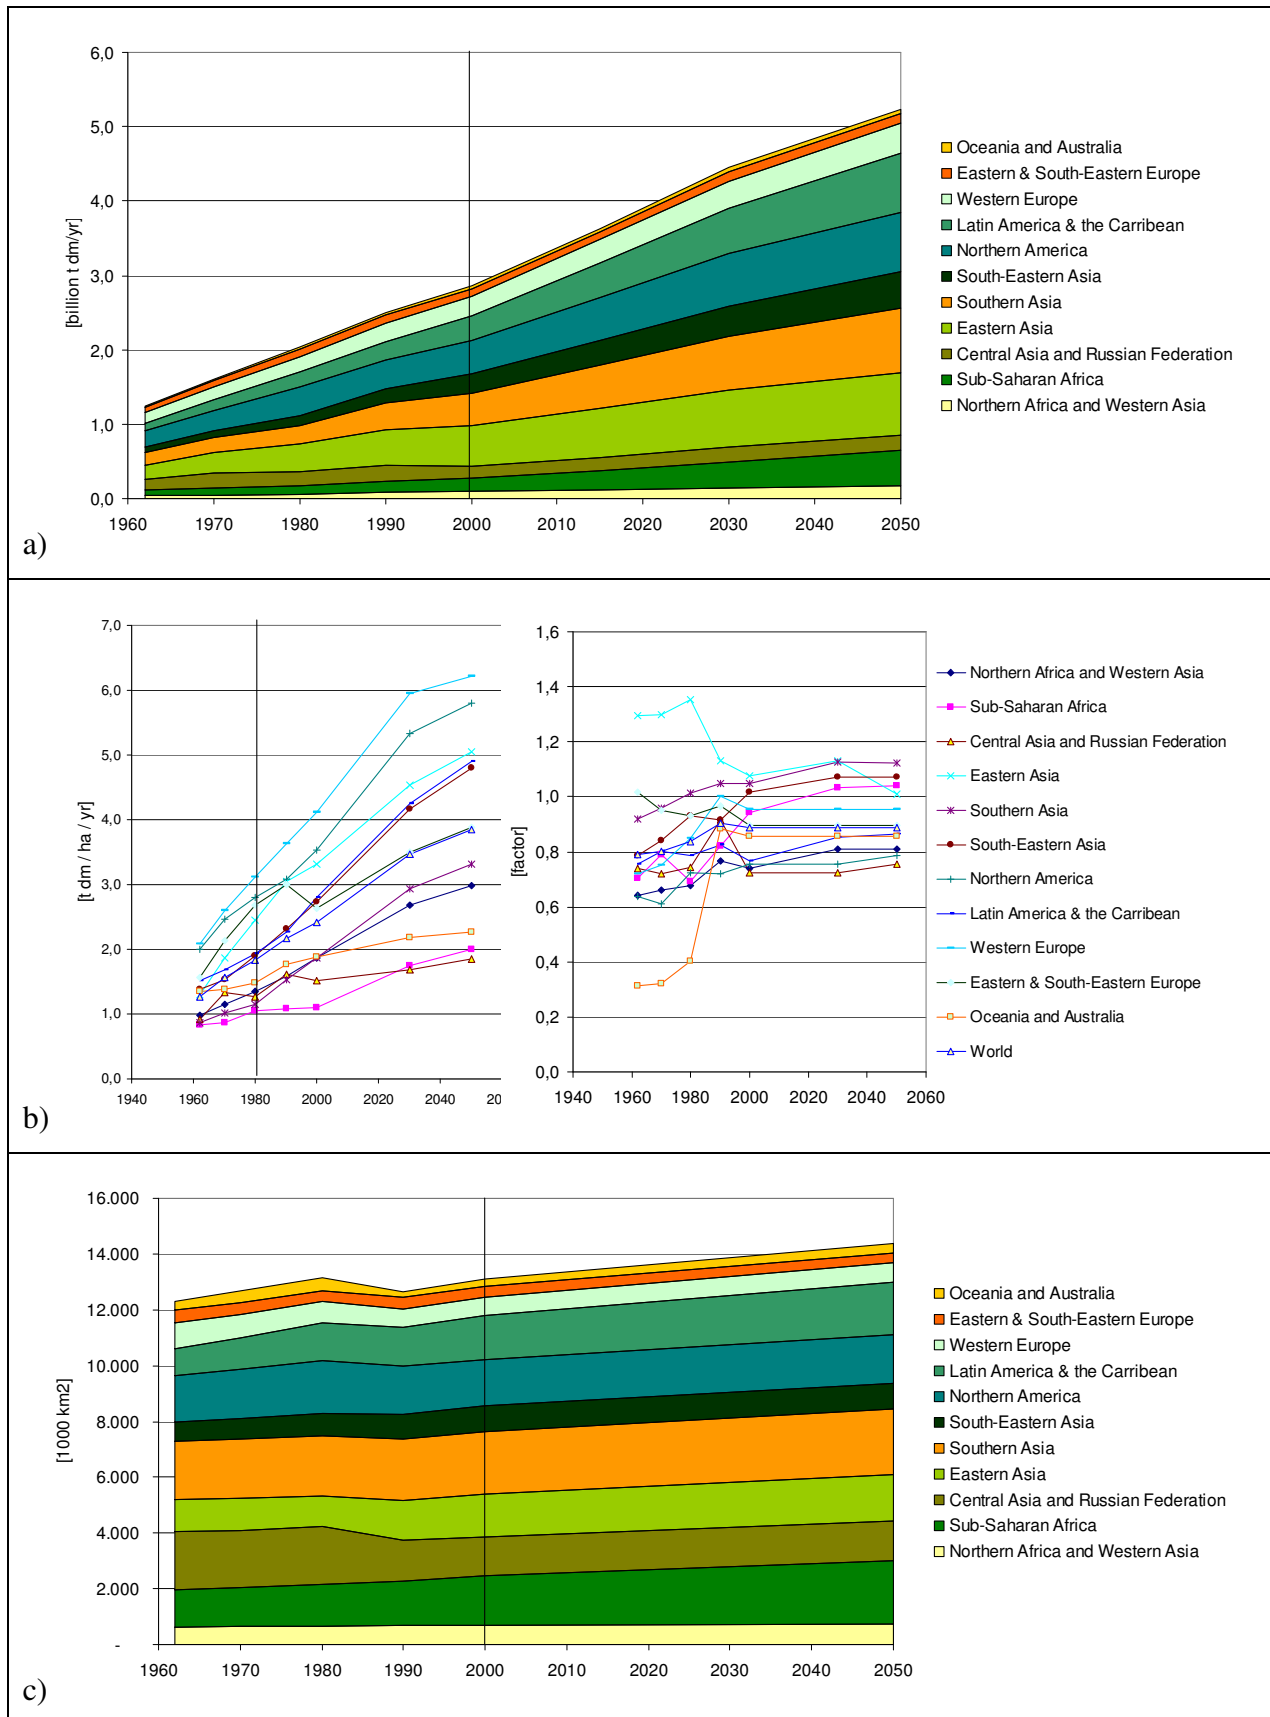 6,0
5,0
4,0
3,0
2,0
1,0
0,0
[billion t dm/yr]
1960 1970 1980 1990 2000 2010 2020 2030 2040 2050
Oceania and Australia
Eastern & South-Eastern Europe
Western Europe
Latin America & the Carribean
Northern America
South-Eastern Asia
Southern Asia
Eastern Asia
Central Asia and Russian Federation
Sub-Saharan Africa
Northern Africa and Western Asia
a)
7,0
6,0
5,0
4,0
3,0
2,0
1,0
0,0
[t dm / ha / yr]
1940 1960 1980 2000 2020 2040 20
1,6
1,4
1,2
1,0
0,8
0,6
0,4
0,2
0,0
[factor]
1940 1960 1980 2000 2020 2040 2060
Northern Africa and Western Asia
Sub-Saharan Africa
Central Asia and Russian Federation
Eastern Asia
Southern Asia
South-Eastern Asia
Northern America
Latin America & the Carribean
Western Europe
Eastern & South-Eastern Europe
Oceania and Australia
World
b)
16.000
14.000
12.000
10.000
8.000
6.000
4.000
2.000
-
[1000 km2]
1960 1970 1980 1990 2000 2010 2020 2030 2040 2050
Oceania and Australia
Eastern & South-Eastern Europe
Western Europe
Latin America & the Carribean
Northern America
South-Eastern Asia
Southern Asia
Eastern Asia
Central Asia and Russian Federation
Sub-Saharan Africa
Northern Africa and Western Asia
c)